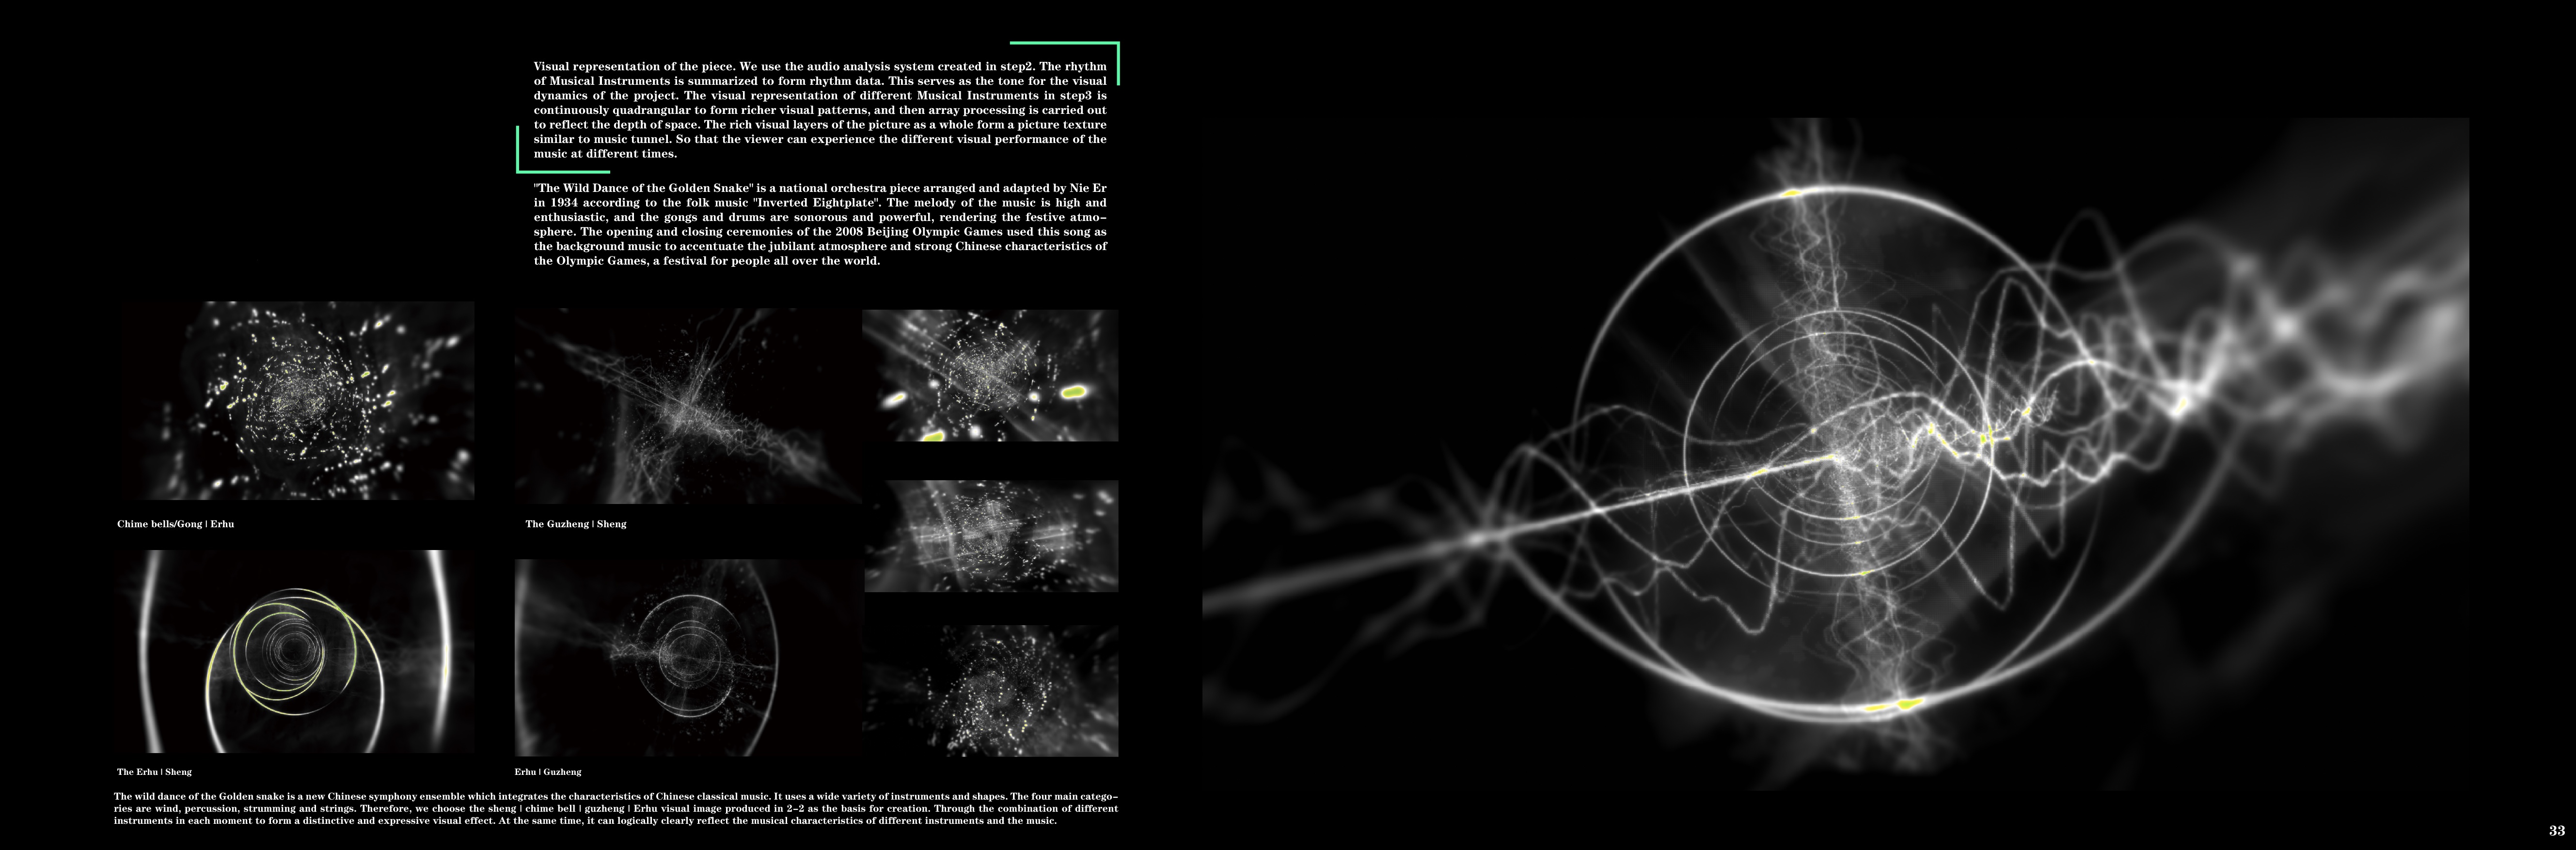 Visual representation of the piece. We use the audio analysis system created in step2. The rhythm
of Musical Instruments is summarized to form rhythm data. This serves as the tone for the visual
dynamics of the project. The visual representation of different Musical Instruments in step3 is
continuously quadrangular to form richer visual patterns, and then array processing is carried out
to reflect the depth of space. The rich visual layers of the picture as a whole form a picture texture
similar to music tunnel. So that the viewer can experience the different visual performance of the
music at different times.
"The Wild Dance of the Golden Snake" is a national orchestra piece arranged and adapted by Nie Er
in 1934 according to the folk music "Inverted Eightplate". The melody of the music is high and
enthusiastic, and the gongs and drums are sonorous and powerful, rendering the festive atmo-
sphere. The opening and closing ceremonies of the 2008 Beijing Olympic Games used this song as
the background music to accentuate the jubilant atmosphere and strong Chinese characteristics of
the Olympic Games, a festival for people all over the world.
Chime bells/Gong | Erhu
The Guzheng | Sheng
The Erhu | Sheng
Erhu | Guzheng
The wild dance of the Golden snake is a new Chinese symphony ensemble which integrates the characteristics of Chinese classical music. It uses a wide variety of instruments and shapes. The four main catego-
ries are wind, percussion, strumming and strings. Therefore, we choose the sheng | chime bell | guzheng | Erhu visual image produced in 2-2 as the basis for creation. Through the combination of different
instruments in each moment to form a distinctive and expressive visual effect. At the same time, it can logically clearly reflect the musical characteristics of different instruments and the music.
33